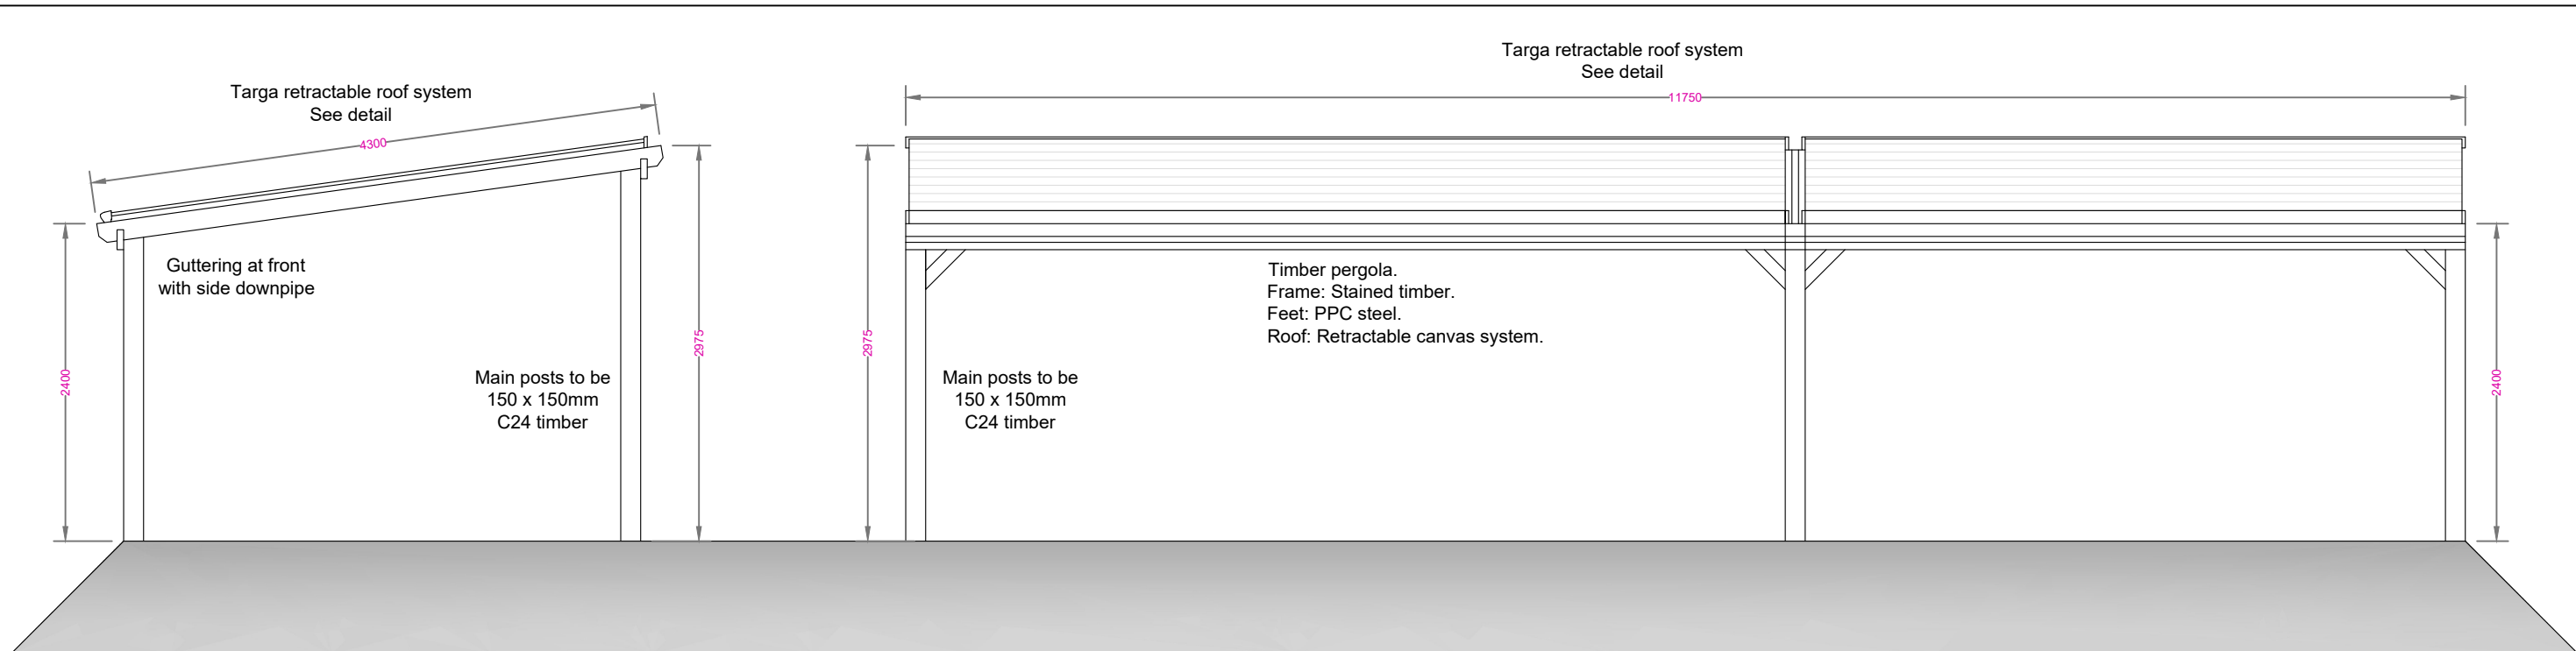 Targa retractable roof system
See detail
4300
2400
Guttering at front
with side downpipe
Main posts to be
150 x 150mm
C24 timber
2975
Targa retractable roof system
See detail
11750
2975
Timber pergola.
Frame: Stained timber.
Feet: PPC steel.
Roof: Retractable canvas system.
Main posts to be
150 x 150mm
C24 timber
2400